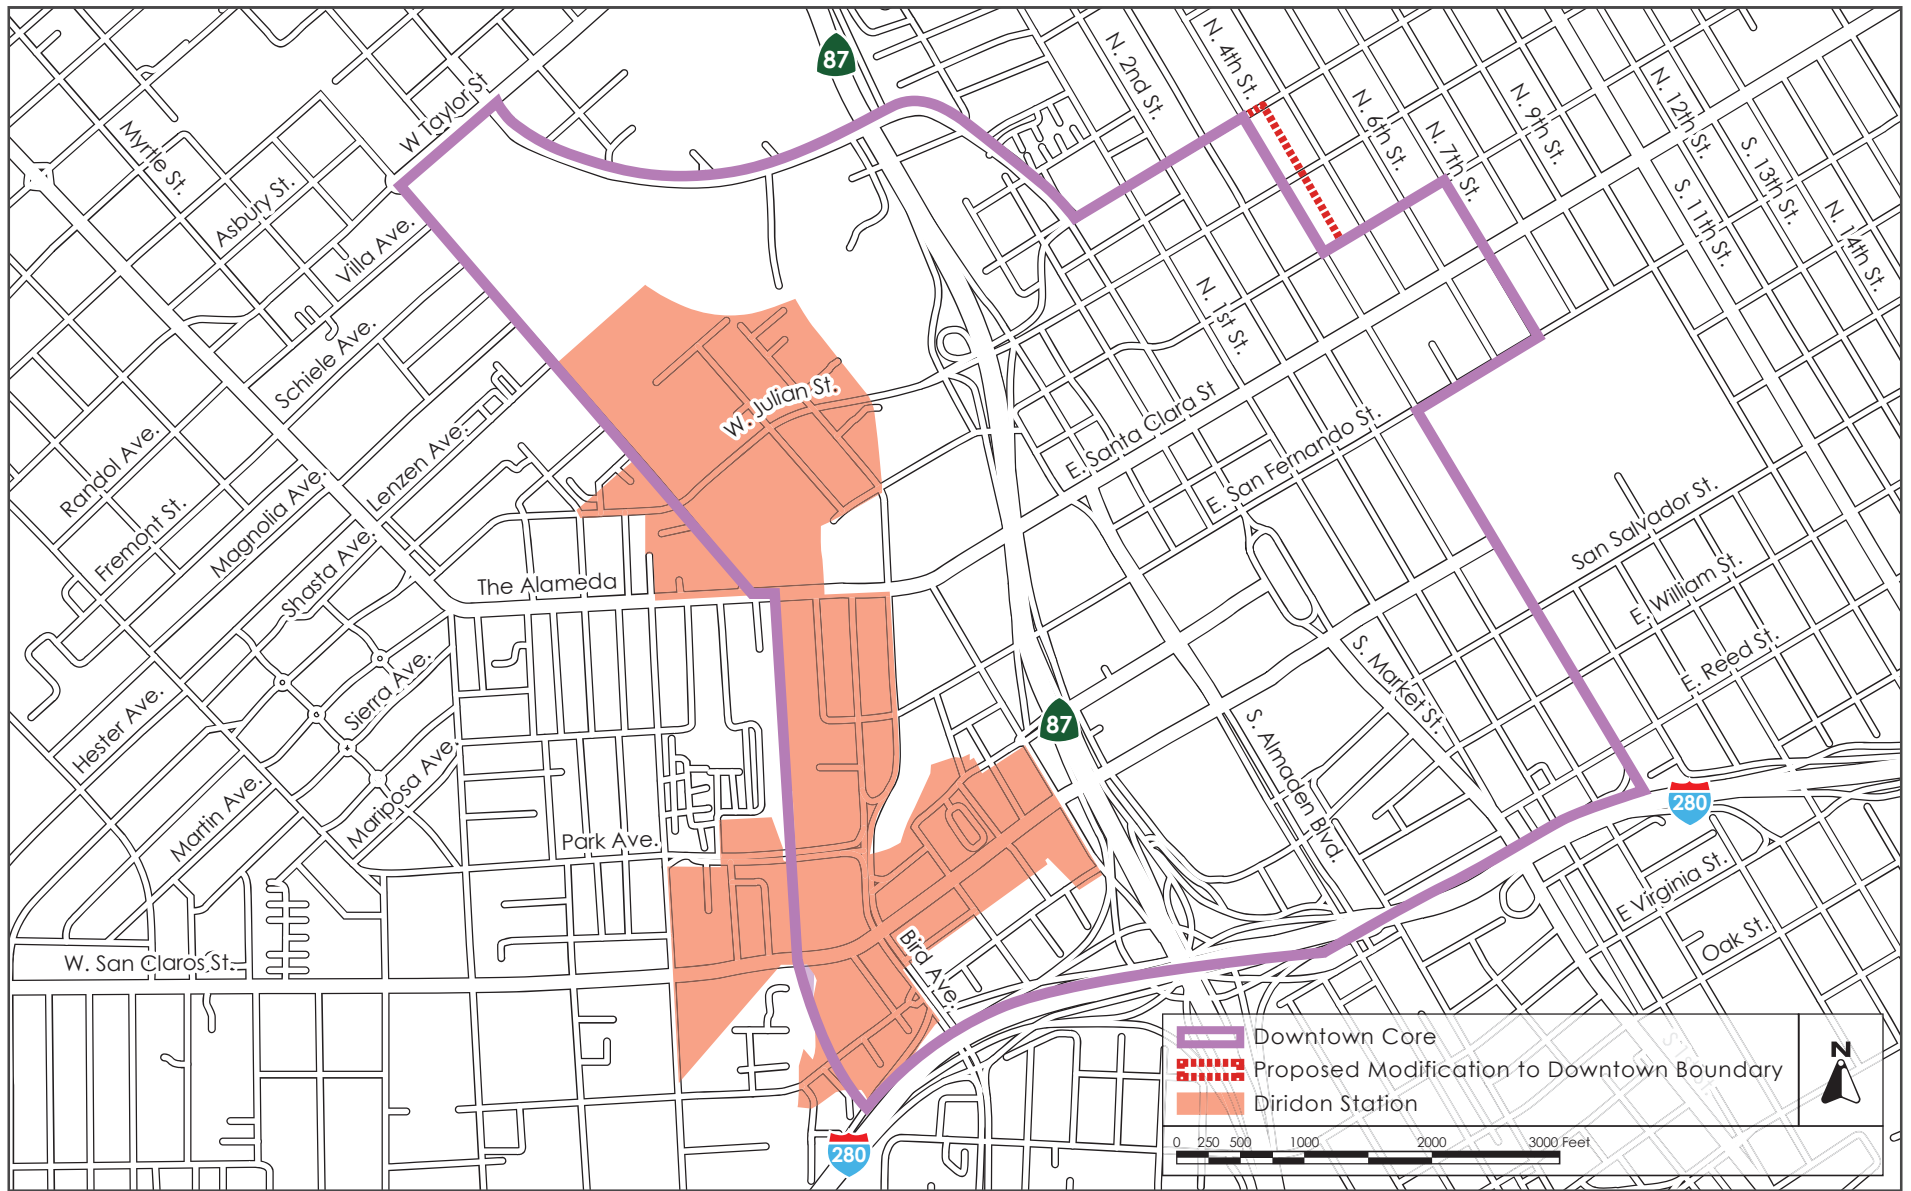 87
N. 2nd St.
N. 4th St.
N. 6th St.
N. 7th St.
N. 9th St.
N. 12th St.
S. 13th St.
S. 11th St.
N. 14th St.
W Taylor St
Myrtle St.
Asbury St.
Villa Ave.
Schiele Ave.
N. 1st St.
W. Julian St.
E. Santa Clara St
E. San Fernando St.
Randol Ave.
Fremont St.
Magnolia Ave.
Lenzen Ave.
Shasta Ave.
The Alameda
San Salvador St.
E. William St.
E. Reed St.
Hester Ave.
Sierra Ave.
Mariposa Ave.
Martin Ave.
S. Market St.
87
S. Almaden Blvd.
280
Park Ave.
E Virginia St.
Oak St.
W. San Claros St.
Bird Ave.
280
Downtown Core
Proposed Modification to Downtown Boundary
Diridon Station
N
0 250 500 1000 2000 3000 Feet